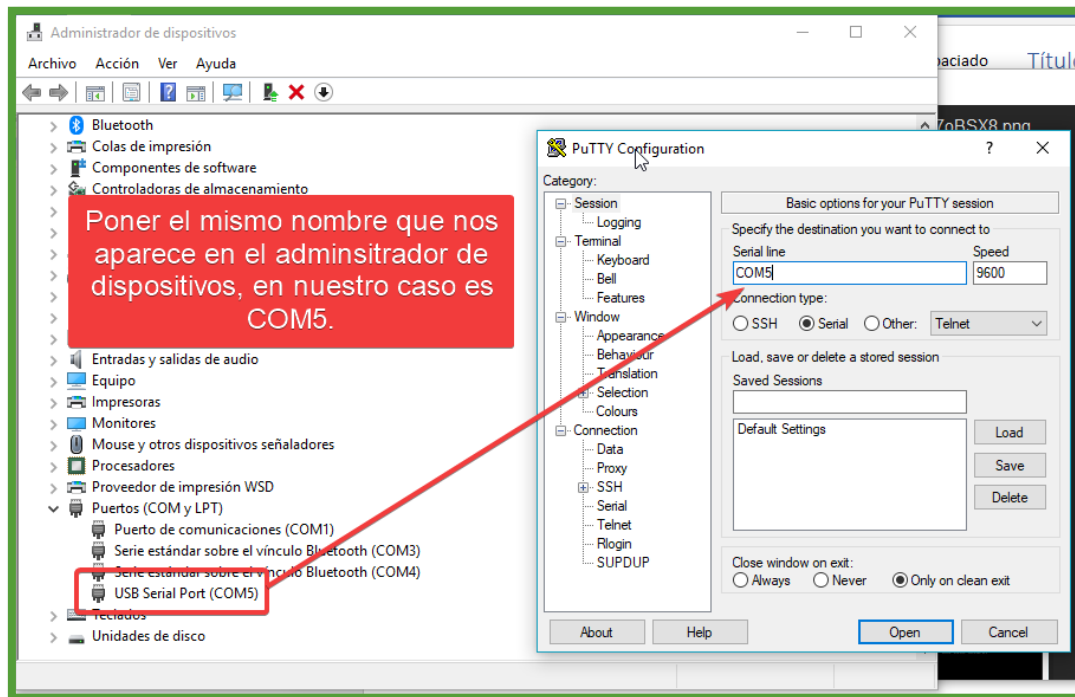 Administrador de dispositivos
Archivo Acción Ver Ayuda
Bluetooth
Colas de impresión
Componentes de software
Controladoras de almacenamiento
Poner el mismo nombre que nos
aparece en el adminsitrador de
dispositivos, en nuestro caso es
COM5.
Entradas y salidas de audio
Equipo
Impresoras
Monitores
Mouse y otros dispositivos señaladores
Procesadores
Proveedor de impresión WSD
Puertos (COM y LPT)
Puerto de comunicaciones (COM1)
Serie estándar sobre el vínculo Bluetooth (COM3)
Serie estándar sobre el vínculo Bluetooth (COM4)
USB Serial Port (COM5)
Teclados
Unidades de disco
PuTTY Configuration
Category:
Session
Logging
Terminal
Keyboard
Bell
Features
Window
Appearance
Behaviour
Translation
Selection
Colours
Connection
Data
Proxy
SSH
Serial
Telnet
Rlogin
SUPDUP
Basic options for your PuTTY session
Specify the destination you want to connect to
Serial line Speed
COM5 9600
Connection type:
SSH Serial Other: Telnet
Load, save or delete a stored session
Saved Sessions
Default Settings
Load
Save
Delete
Close window on exit:
Always Never Only on clean exit
About Help Open Cancel